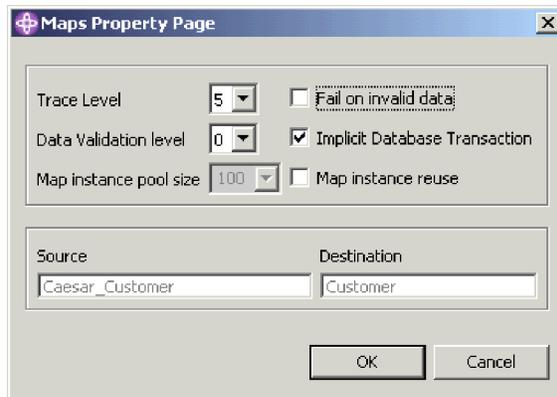 Maps Property Page
Trace Level 5 Fail on invalid data
Data Validation level 0 Implicit Database Transaction
Map instance pool size 100 Map instance reuse
Source Destination
Caesar_Customer Customer
OK Cancel